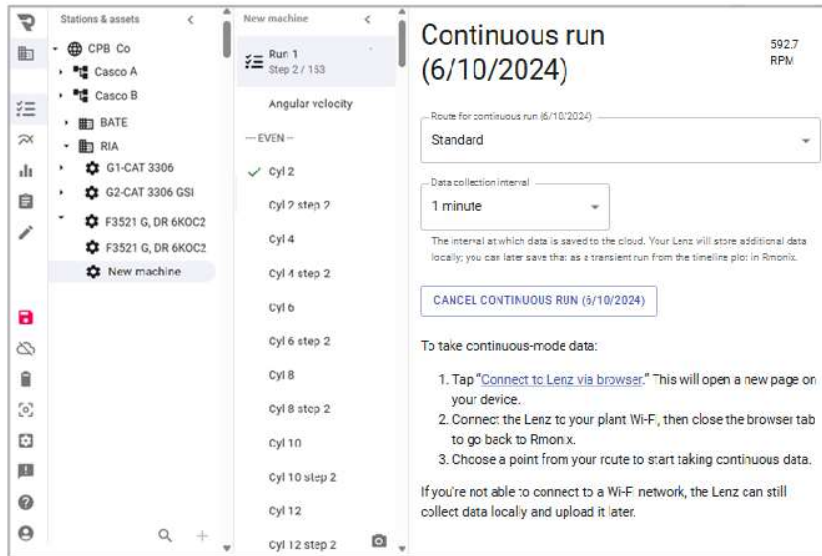 Stations & assets
CPB Co
Casco A
Casco B
BATE
RIA
G1-CAT 3306
G2-CAT 3306 GSI
F3521 G, DR 6KOC2
F3521 G, DR 6KOC2
New machine
New machine
Run 1
Step 2 / 153
Angular velocity
-- EVEN --
Cyl 2
Cyl 2 step 2
Cyl 4
Cyl 4 step 2
Cyl 6
Cyl 6 step 2
Cyl 8
Cyl 8 step 2
Cyl 10
Cyl 10 step 2
Cyl 12
Cyl 12 step 2
Continuous run
(6/10/2024)
592.7
RPM
Route for continuous run (6/10/2024)
Standard
Data collection interval
1 minute
The interval at which data is saved to the cloud. Your Lenz will store additional data
locally; you can later save that as a transient run from the timeline plot in Rmonix.
CANCEL CONTINUOUS RUN (6/10/2024)
To take continuous-mode data:
1. Tap "Connect to Lenz via browser." This will open a new page on
your device.
2. Connect the Lenz to your plant Wi-Fi, then close the browser tab
to go back to Rmonix.
3. Choose a point from your route to start taking continuous data.
If you're not able to connect to a Wi-Fi network, the Lenz can still
collect data locally and upload it later.